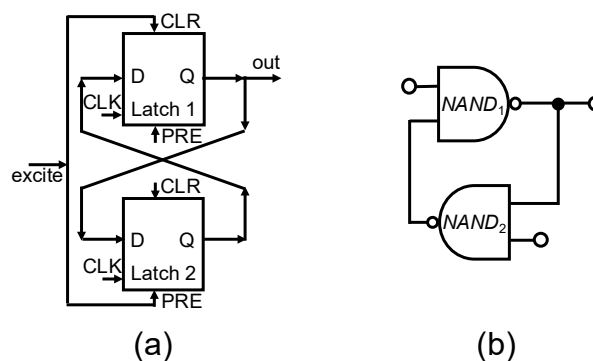 CLR
out
D Q
CLK
Latch 1
PRE
excite
CLR
D Q
CLK
Latch 2
PRE
(a)
NAND1
NAND2
(b)